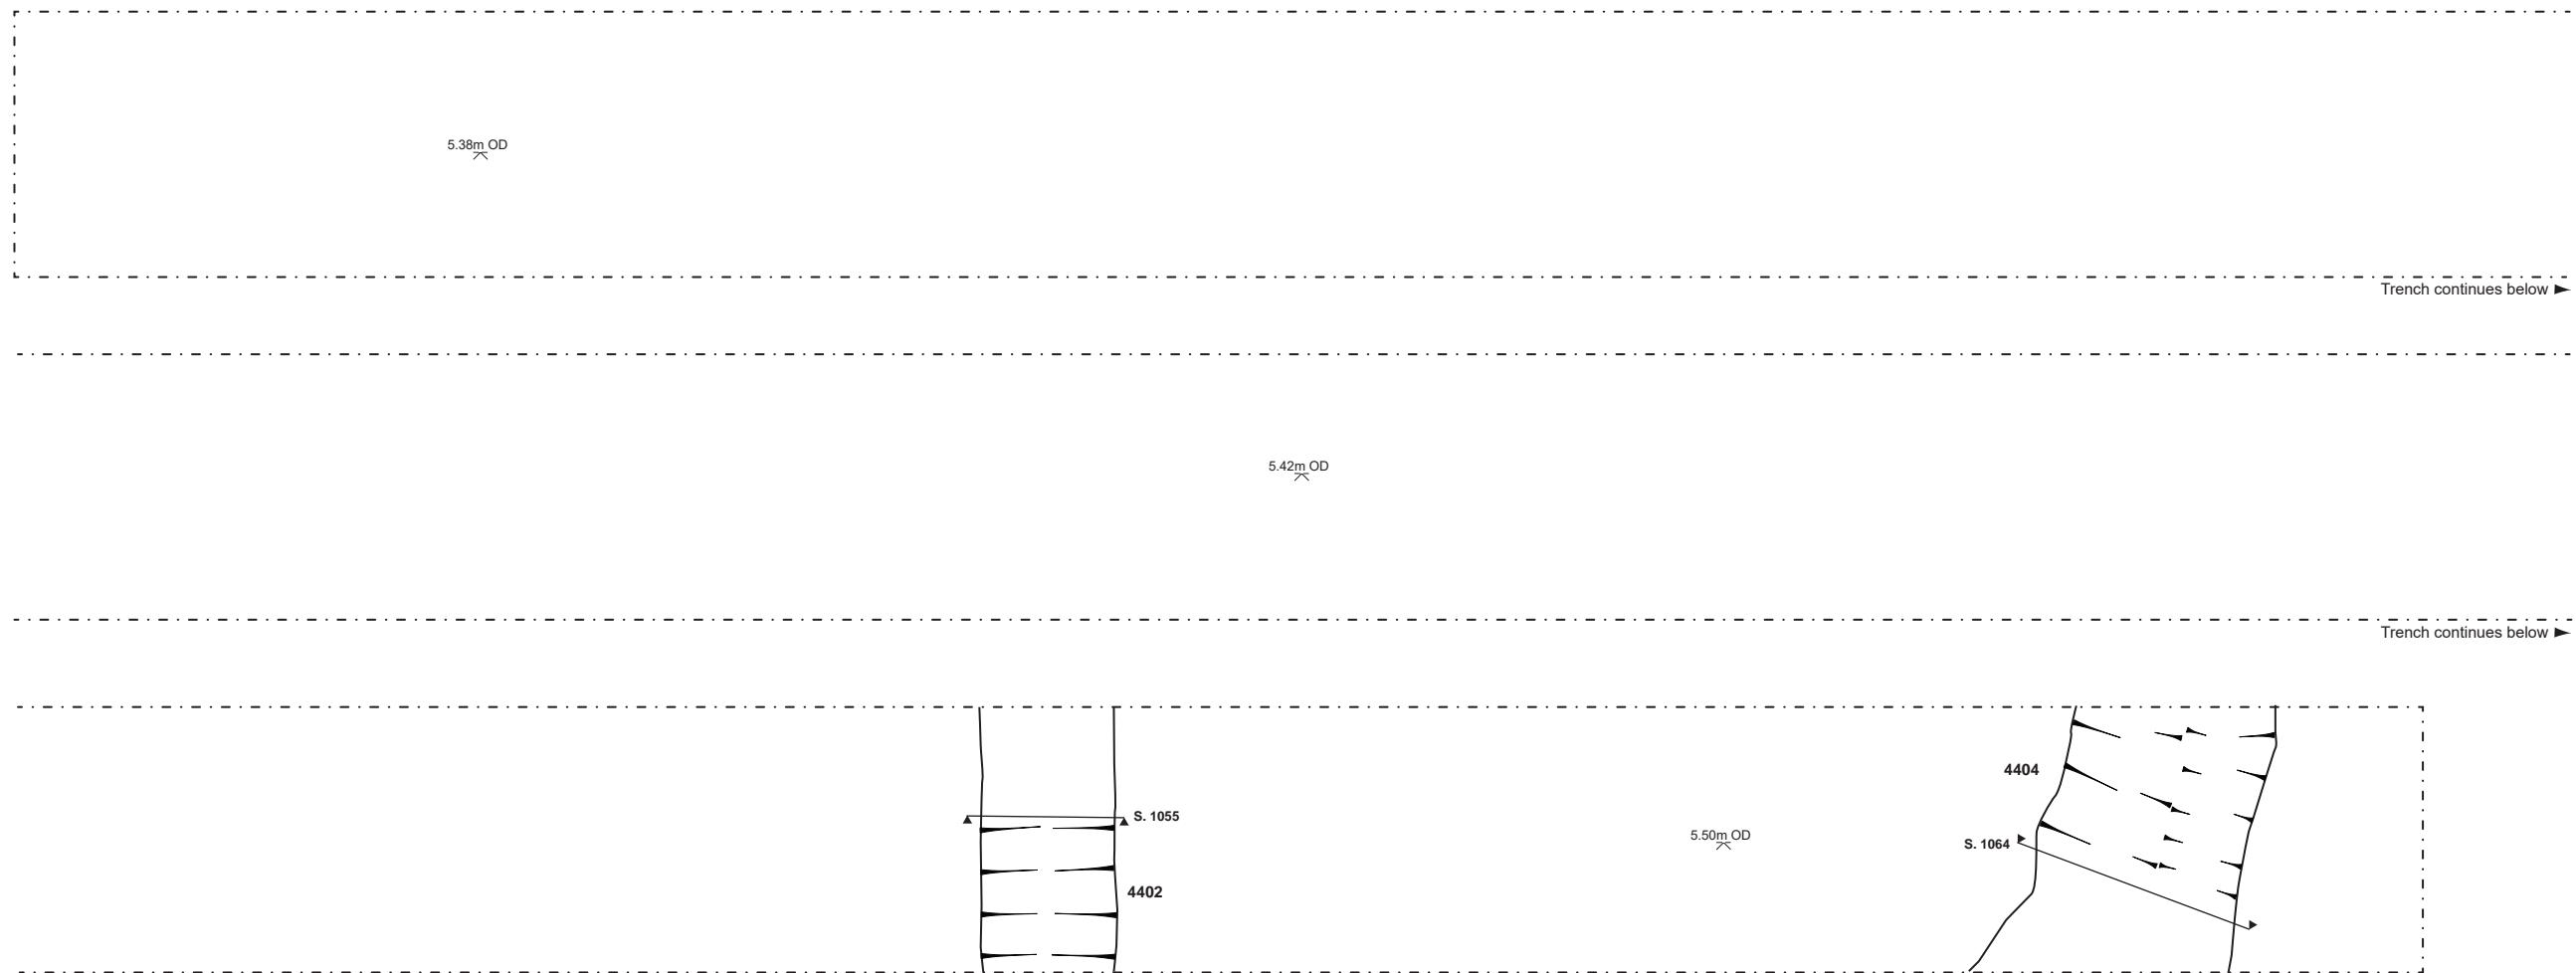 5.38m OD
Trench continues below
5.42m OD
Trench continues below
4404
S. 1055
5.50m OD
S. 1064
4402